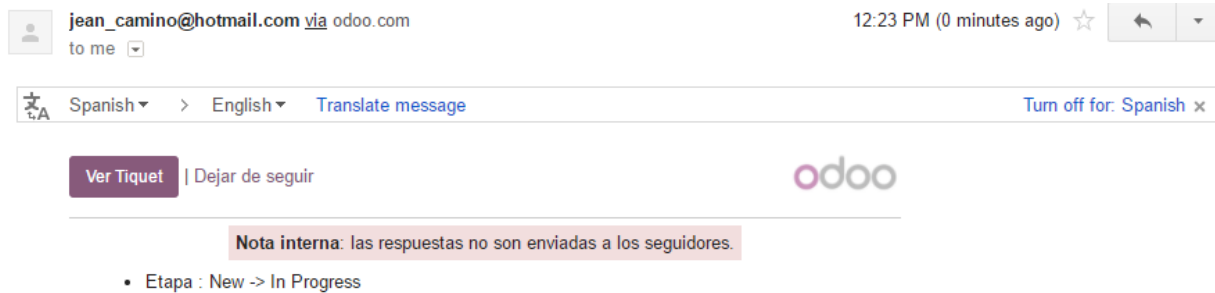 jean_camino@hotmail.com via odoo.com 12:23 PM (0 minutes ago)
to me
Spanish > English Translate message Turn off for: Spanish ×
Ver Tiquet | Dejar de seguir odoo
Nota interna: las respuestas no son enviadas a los seguidores.
• Etapa : New -> In Progress